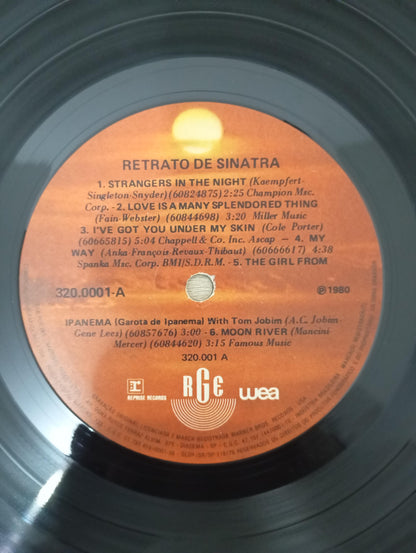 RETRATO DE SINATRA
1. STRANGERS IN THE NIGHT (Kaempfert-
Singleton-Snyder) (60824875) 2:25 Champion Msc.
Corp. - 2. LOVE IS A MANY SPLENDORED THING
(Fain-Webster) (60844698) 3:20 Miller Music
3. I'VE GOT YOU UNDER MY SKIN (Cole Porter)
(60665815) 5:04 Chappell & Co. Inc. Ascap - 4. MY
WAY (Anka-François-Revaux-Thibaut) (60666617) 4:38
Spanka Msc. Corp. BMI/S.D.R.M. - 5. THE GIRL FROM
320.0001-A
℗1980
IPANEMA (Garota de Ipanema) With Tom Jobim (A.C. Jobim-
Gene Lees) (60857676) 3:00 - 6. MOON RIVER (Mancini-
Mercer) (60844620) 3:15 Famous Music
320.001 A
REPRISE RECORDS
RGE
wea